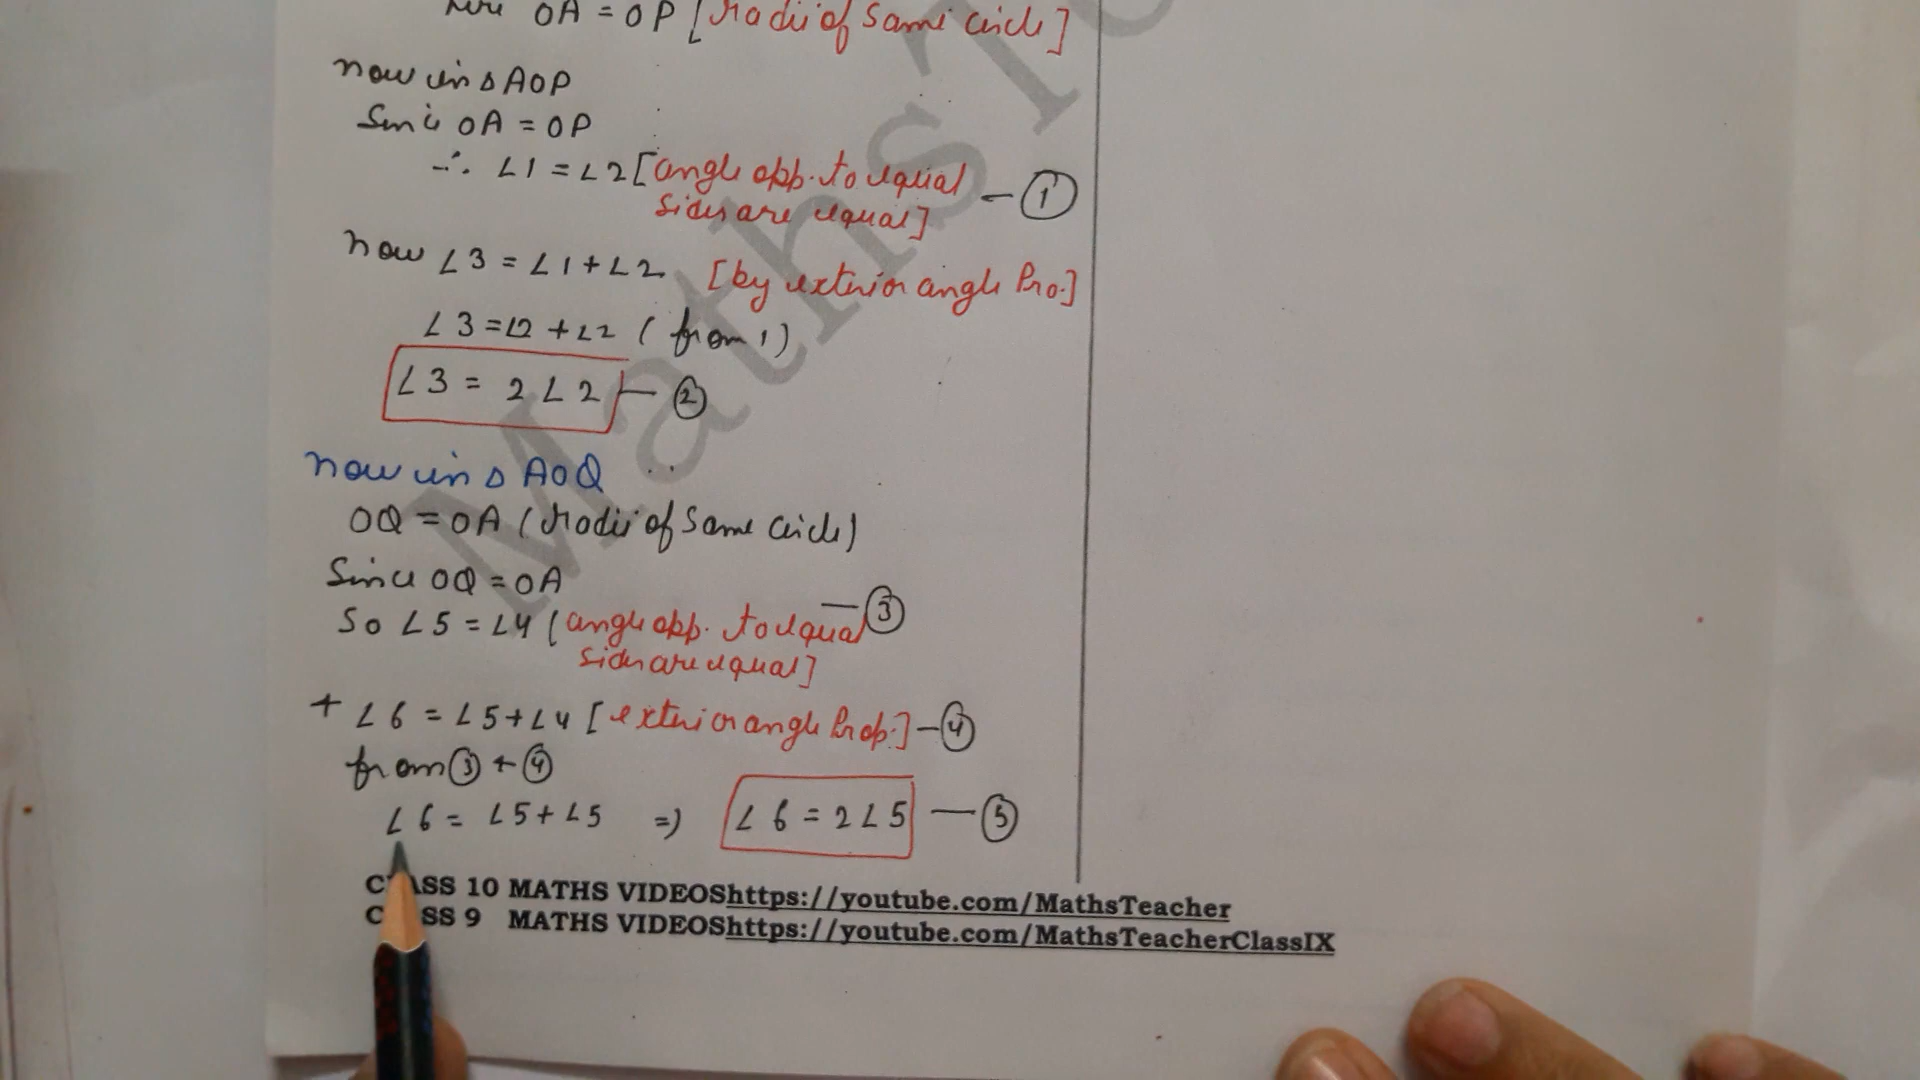 OA = OP [Radii of same circle]
now in △AOP
Since OA = OP
∴ ∠1 = ∠2 [angle opp. to equal
sides are equal] — ①
now ∠3 = ∠1 + ∠2 [by exterior angle Pro.]
∠3 = ∠2 + ∠2 (from 1)
∠3 = 2∠2 — ②
now in △AOQ
OQ = OA (Radii of same circle)
Since OQ = OA
So ∠5 = ∠4 (angle opp. to equal — ③
sides are equal]
+ ∠6 = ∠5 + ∠4 [exterior angle Prop.] — ④
from ③ + ④
∠6 = ∠5 + ∠5 ⇒ ∠6 = 2∠5 — ⑤
CLASS 10 MATHS VIDEOShttps://youtube.com/MathsTeacher
CLASS 9 MATHS VIDEOShttps://youtube.com/MathsTeacherClassIX
MathsTe